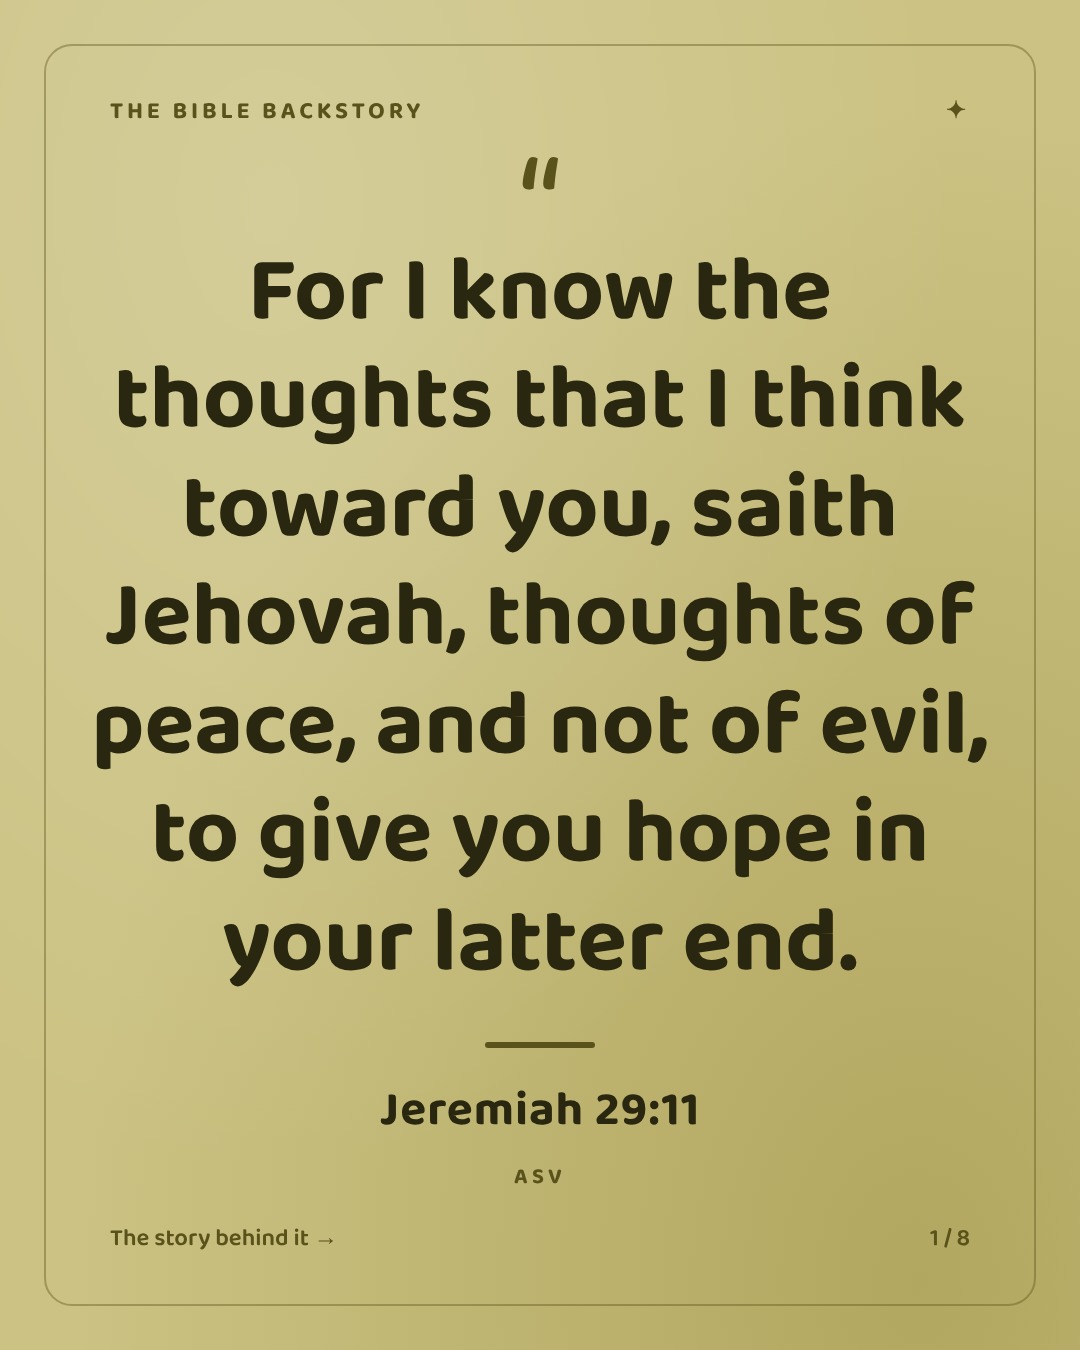 THE BIBLE BACKSTORY ✦
“
For I know the
thoughts that I think
toward you, saith
Jehovah, thoughts of
peace, and not of evil,
to give you hope in
your latter end.
Jeremiah 29:11
ASV
The story behind it → 1 / 8